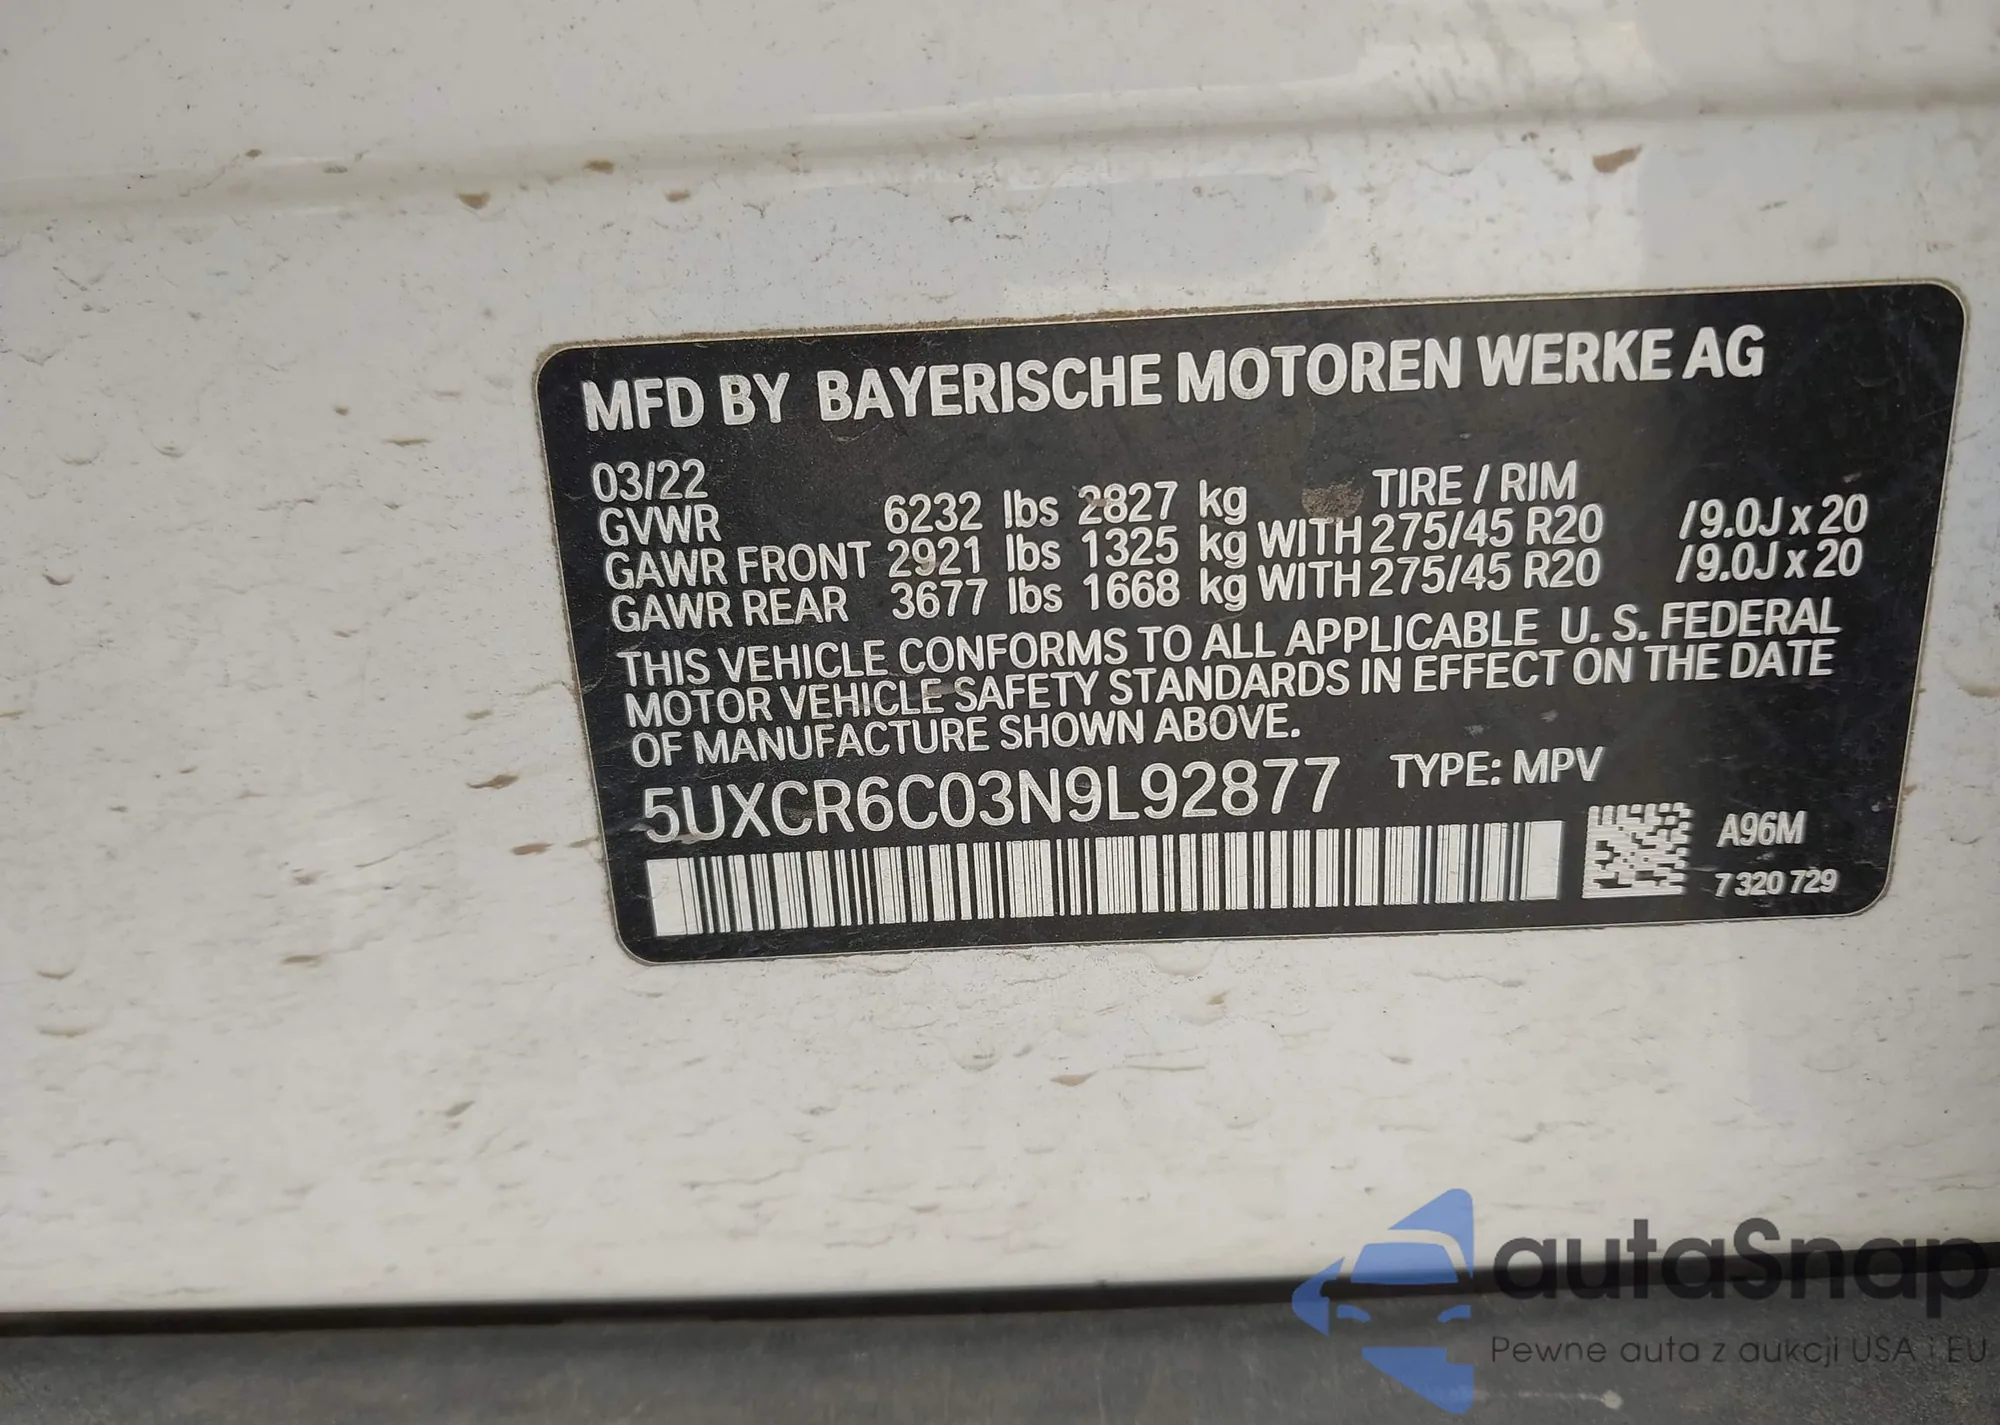 MFD BY BAYERISCHE MOTOREN WERKE AG
03/22 TIRE / RIM
GVWR 6232 lbs 2827 kg
GAWR FRONT 2921 lbs 1325 kg WITH 275/45 R20 /9.0J x 20
GAWR REAR 3677 lbs 1668 kg WITH 275/45 R20 /9.0J x 20
THIS VEHICLE CONFORMS TO ALL APPLICABLE U. S. FEDERAL
MOTOR VEHICLE SAFETY STANDARDS IN EFFECT ON THE DATE
OF MANUFACTURE SHOWN ABOVE.
5UXCR6C03N9L92877 TYPE: MPV
A96M
7 320 729
autaSnap
Pewne auta z aukcji USA i EU